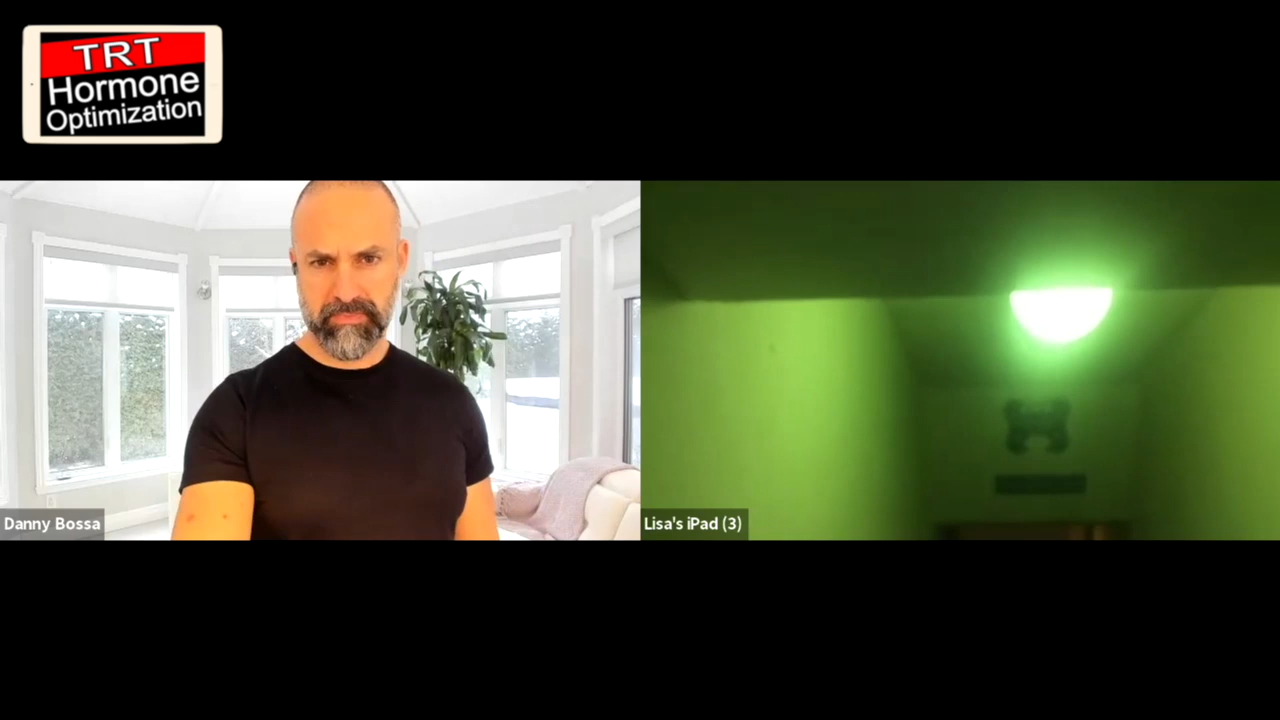 TRT
Hormone
Optimization
Danny Bossa
Lisa's iPad (3)